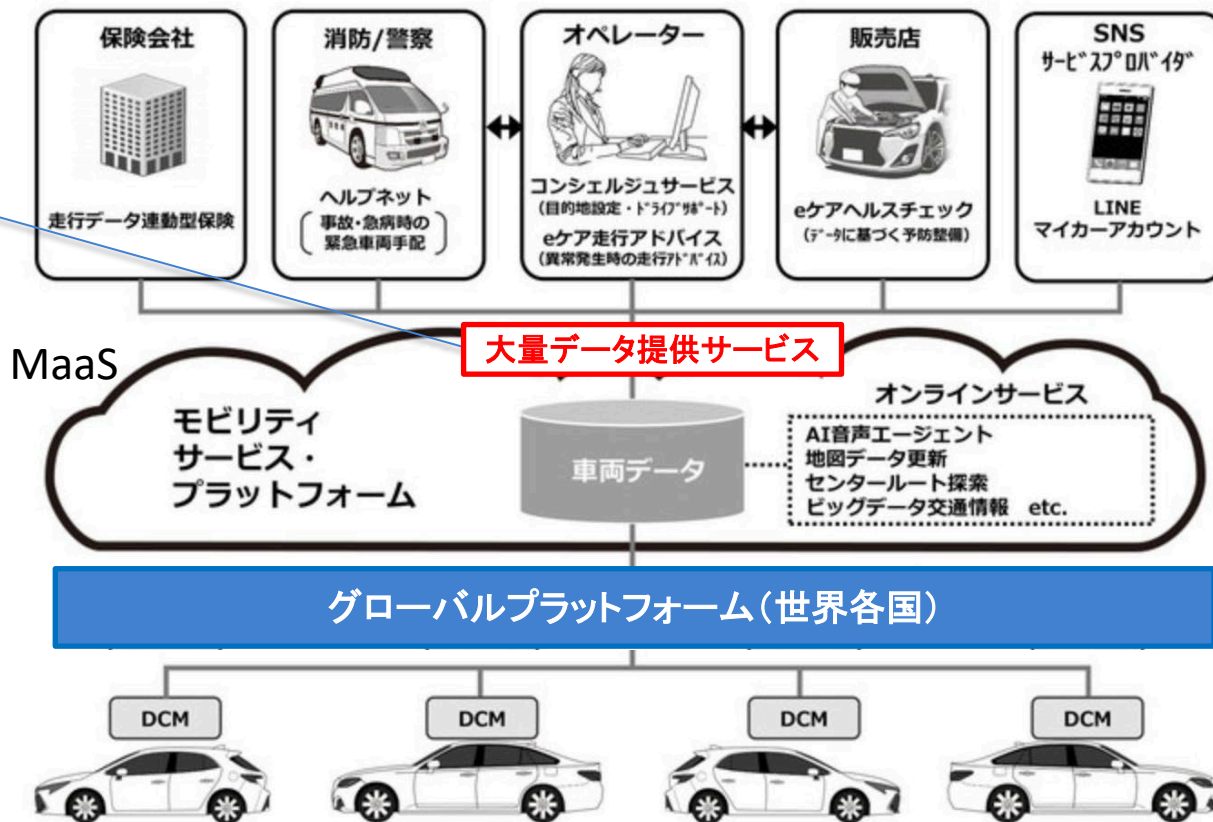 保険会社
走行データ連動型保険
消防/警察
ヘルプネット
事故・急病時の
緊急車両手配
オペレーター
コンシェルジュサービス
(目的地設定・ﾄﾞﾗｲﾌﾞｻﾎﾟｰﾄ)
eケア走行アドバイス
(異常発生時の走行ｱﾄﾞﾊﾞｲｽ)
販売店
eケアヘルスチェック
(ﾃﾞｰﾀに基づく予防整備)
SNS
ｻｰﾋﾞｽﾌﾟﾛﾊﾞｲﾀﾞ
LINE
マイカーアカウント
大量データ提供サービス
MaaS
モビリティ
サービス・
プラットフォーム
車両データ
オンラインサービス
AI音声エージェント
地図データ更新
センタールート探索
ビッグデータ交通情報 etc.
グローバルプラットフォーム(世界各国)
DCM
DCM
DCM
DCM